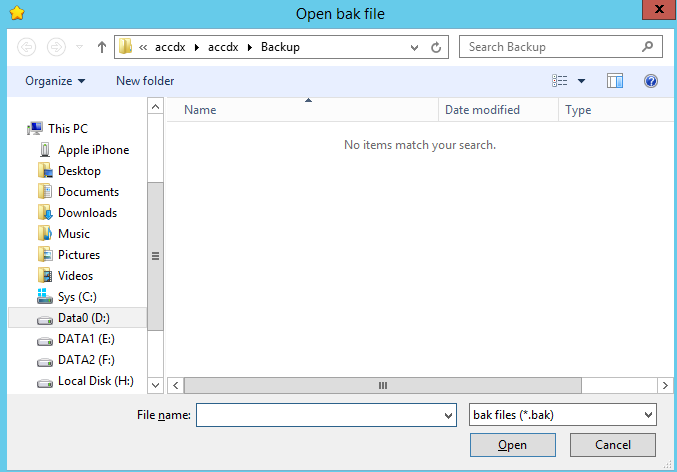 Open bak file
x
« accdx › accdx › Backup
Search Backup
Organize
New folder
Name
Date modified
Type
No items match your search.
This PC
Apple iPhone
Desktop
Documents
Downloads
Music
Pictures
Videos
Sys (C:)
Data0 (D:)
DATA1 (E:)
DATA2 (F:)
Local Disk (H:)
File name:
bak files (*.bak)
Open
Cancel